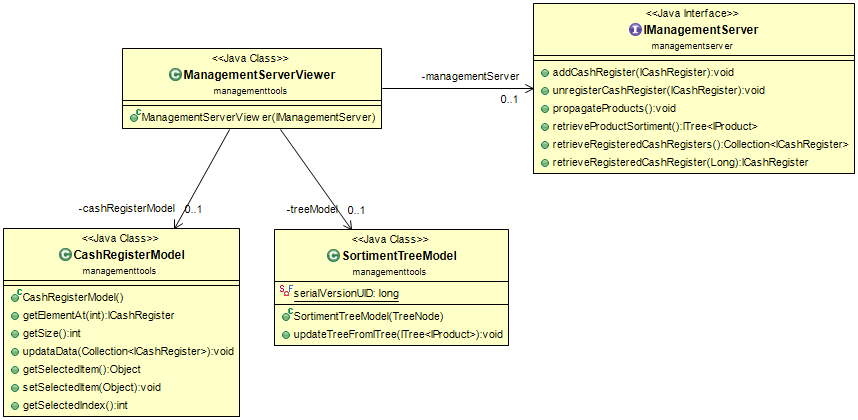 <<Java Interface>>
IManagementServer
managementserver
addCashRegister(ICashRegister):void
unregisterCashRegister(ICashRegister):void
propagateProducts():void
retrieveProductSortiment():ITree<IProduct>
retrieveRegisteredCashRegisters():Collection<ICashRegister>
retrieveRegisteredCashRegister(Long):ICashRegister
<<Java Class>>
ManagementServerViewer
managementtools
ManagementServerViewer(IManagementServer)
-managementServer
0..1
-cashRegisterModel 0..1
-treeModel 0..1
<<Java Class>>
CashRegisterModel
managementtools
CashRegisterModel()
getElementAt(int):ICashRegister
getSize():int
updataData(Collection<ICashRegister>):void
getSelectedItem():Object
setSelectedItem(Object):void
getSelectedIndex():int
<<Java Class>>
SortimentTreeModel
managementtools
serialVersionUID: long
SortimentTreeModel(TreeNode)
updateTreeFromITree(ITree<IProduct>):void